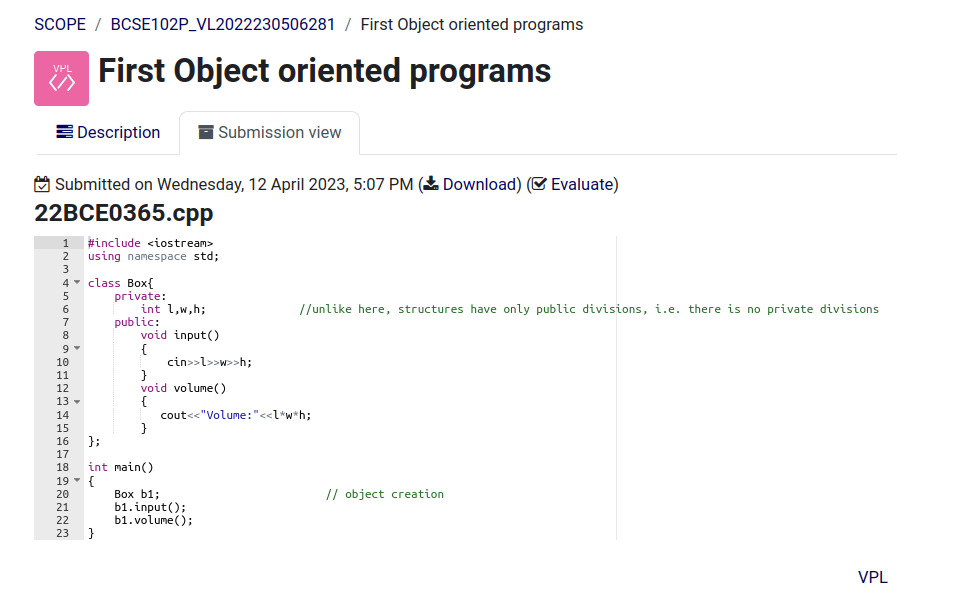 SCOPE / BCSE102P_VL2022230506281 / First Object oriented programs
VPL
First Object oriented programs
Description
Submission view
Submitted on Wednesday, 12 April 2023, 5:07 PM (Download) (Evaluate)
22BCE0365.cpp
1 #include <iostream>
2 using namespace std;
3
4 class Box{
5     private:
6         int l,w,h;              //unlike here, structures have only public divisions, i.e. there is no private divisions
7     public:
8         void input()
9         {
10             cin>>l>>w>>h;
11         }
12         void volume()
13         {
14            cout<<"Volume:"<<l*w*h;
15         }
16 };
17
18 int main()
19 {
20     Box b1;                         // object creation
21     b1.input();
22     b1.volume();
23 }
VPL